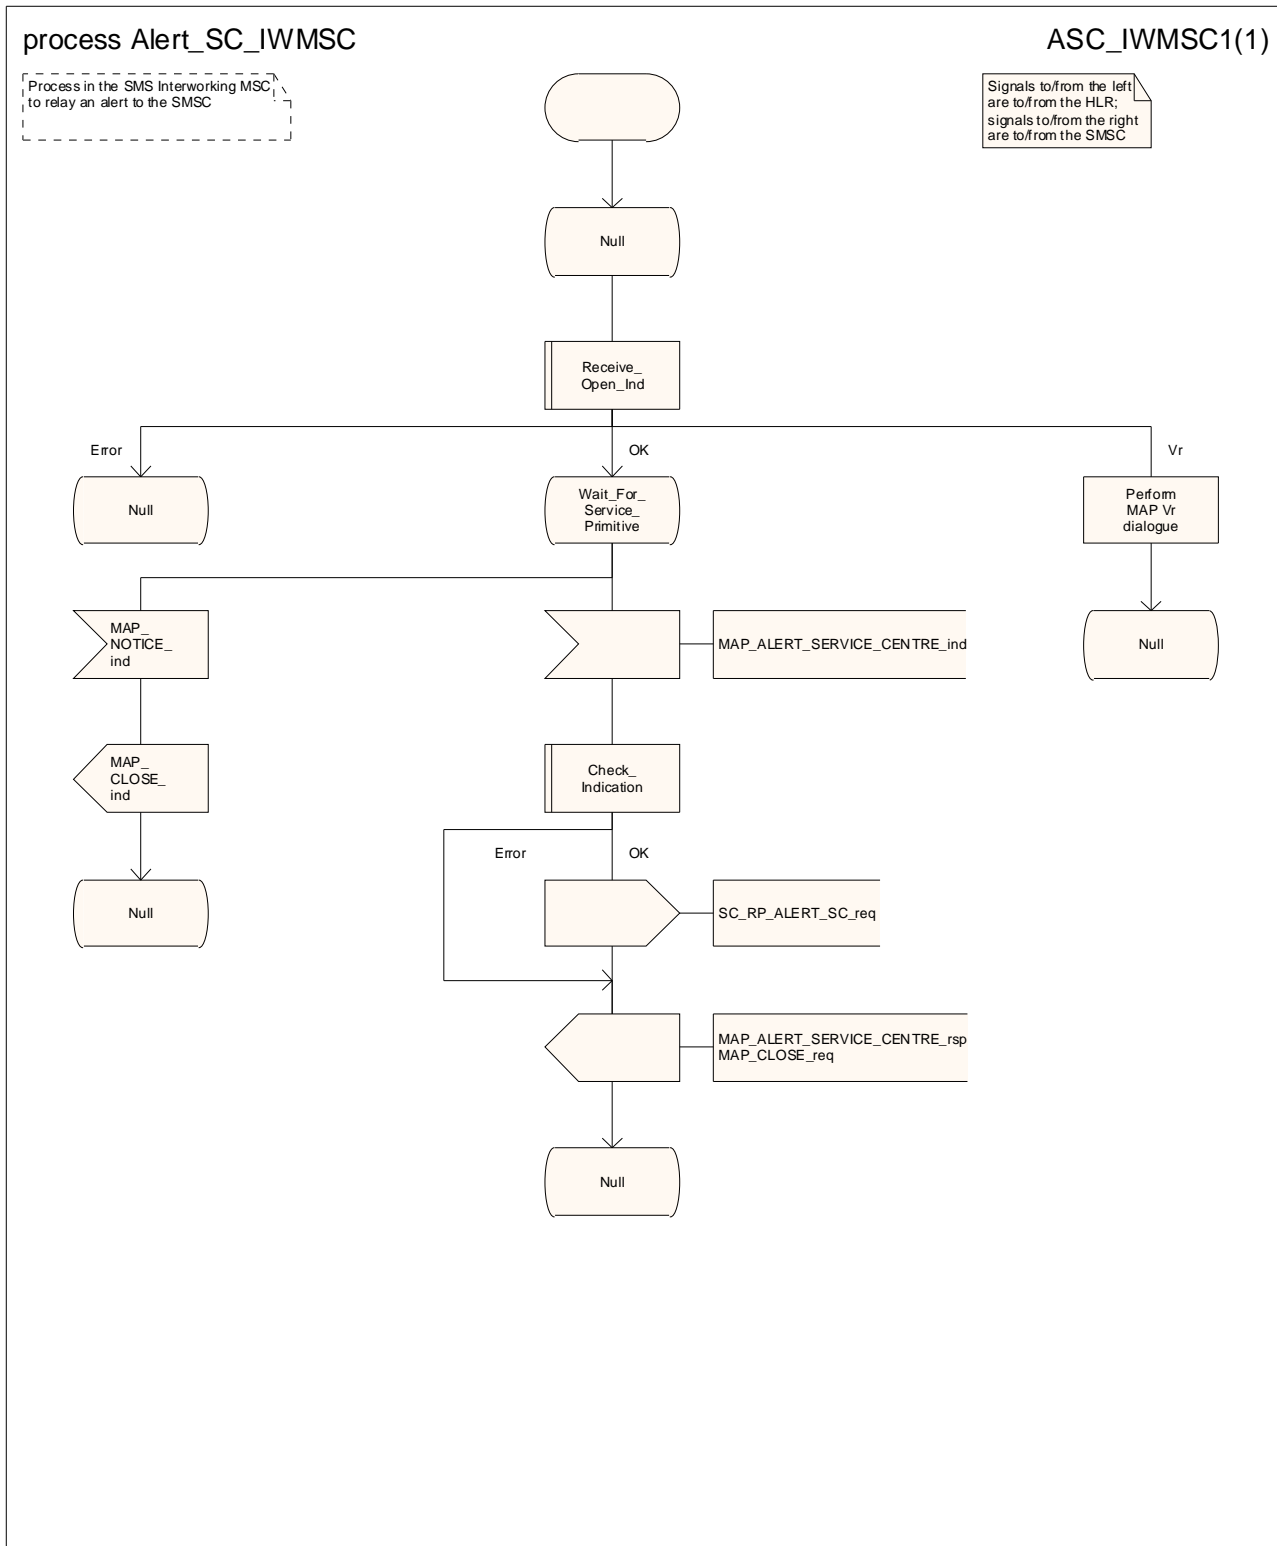 process Alert_SC_IWMSC
ASC_IWMSC1(1)
Process in the SMS Interworking MSC
to relay an alert to the SMSC
Signals to/from the left
are to/from the HLR;
signals to/from the right
are to/from the SMSC
Null
Receive_
Open_Ind
Error
OK
Vr
Null
Wait_For_
Service_
Primitive
Perform
MAP Vr
dialogue
MAP_
NOTICE_
ind
MAP_ALERT_SERVICE_CENTRE_ind
Null
MAP_
CLOSE_
ind
Check_
Indication
Error
OK
Null
SC_RP_ALERT_SC_req
MAP_ALERT_SERVICE_CENTRE_rsp
MAP_CLOSE_req
Null